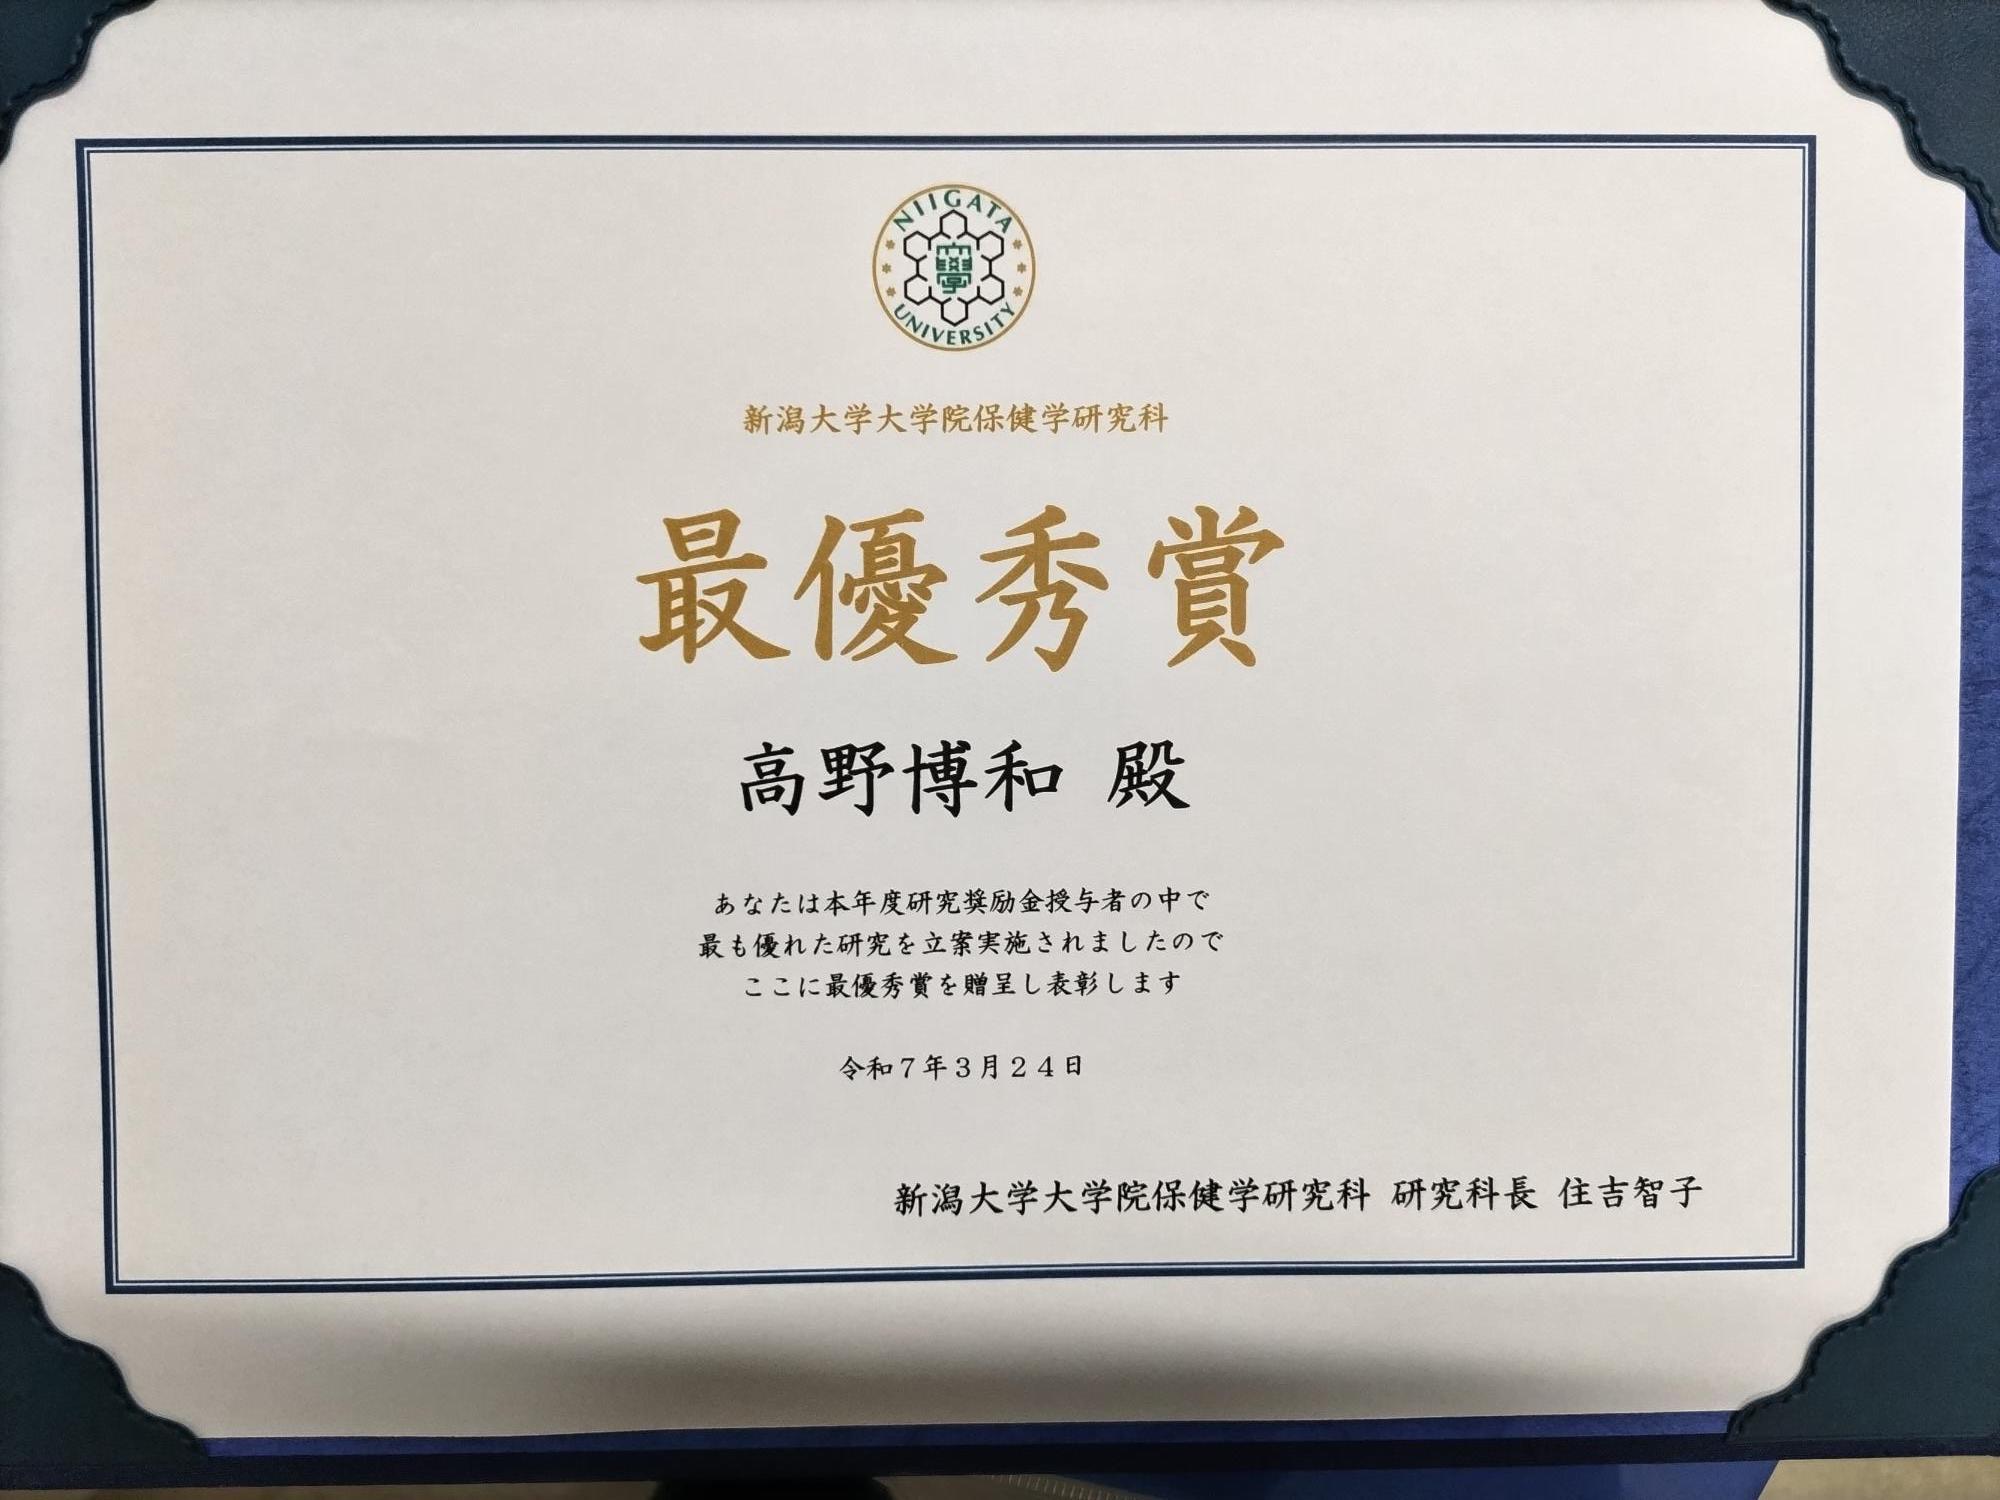 NIIGATA
學
UNIVERSITY
新潟大学大学院保健学研究科
最優秀賞
高野博和 殿
あなたは本年度研究奨励金授与者の中で
最も優れた研究を立案実施されましたので
ここに最優秀賞を贈呈し表彰します
令和７年３月２４日
新潟大学大学院保健学研究科 研究科長 住吉智子